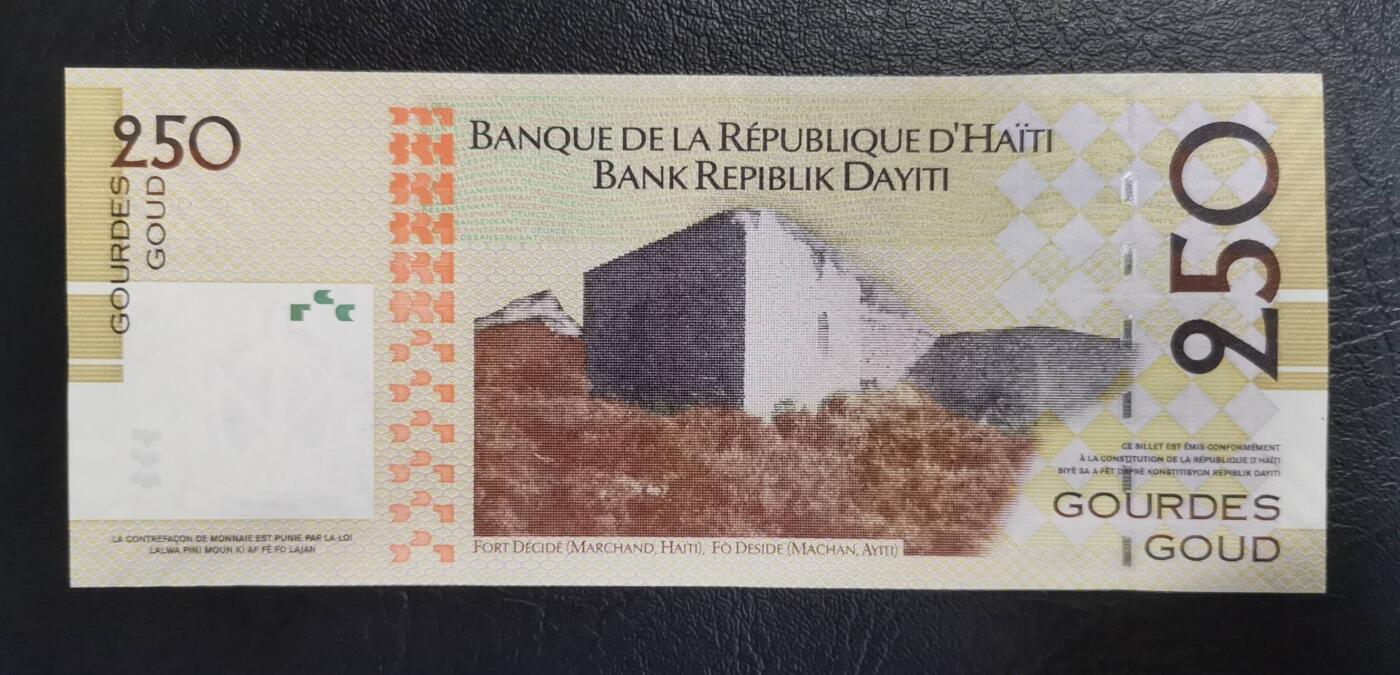 250
GOURDES
GOUD
BANQUE DE LA RÉPUBLIQUE D'HAÏTI
BANK REPIBLIK DAYITI
250
CE BILLET EST ÉMIS CONFORMÉMENT
À LA CONSTITUTION DE LA RÉPUBLIQUE D'HAÏTI
BIYÈ SA A FÈT DAPRÈ KONSTITISYON REPIBLIK DAYITI
GOURDES
GOUD
LA CONTREFAÇON DE MONNAIE EST PUNIE PAR LA LOI
LALWA PINI MOUN KI AP FÈ FO LAJAN
FORT DÉCIDÉ (MARCHAND, HAÏTI), FÒ DESIDE (MACHAN, AYITI)